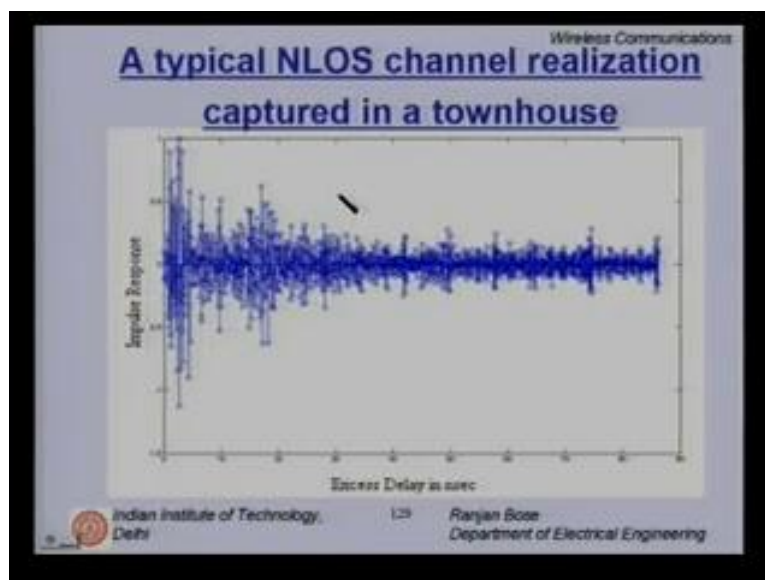 Wireless Communications
A typical NLOS channel realization
captured in a townhouse
Impulse Response
Excess Delay in nsec
Indian Institute of Technology,
Delhi
129
Ranjan Bose
Department of Electrical Engineering